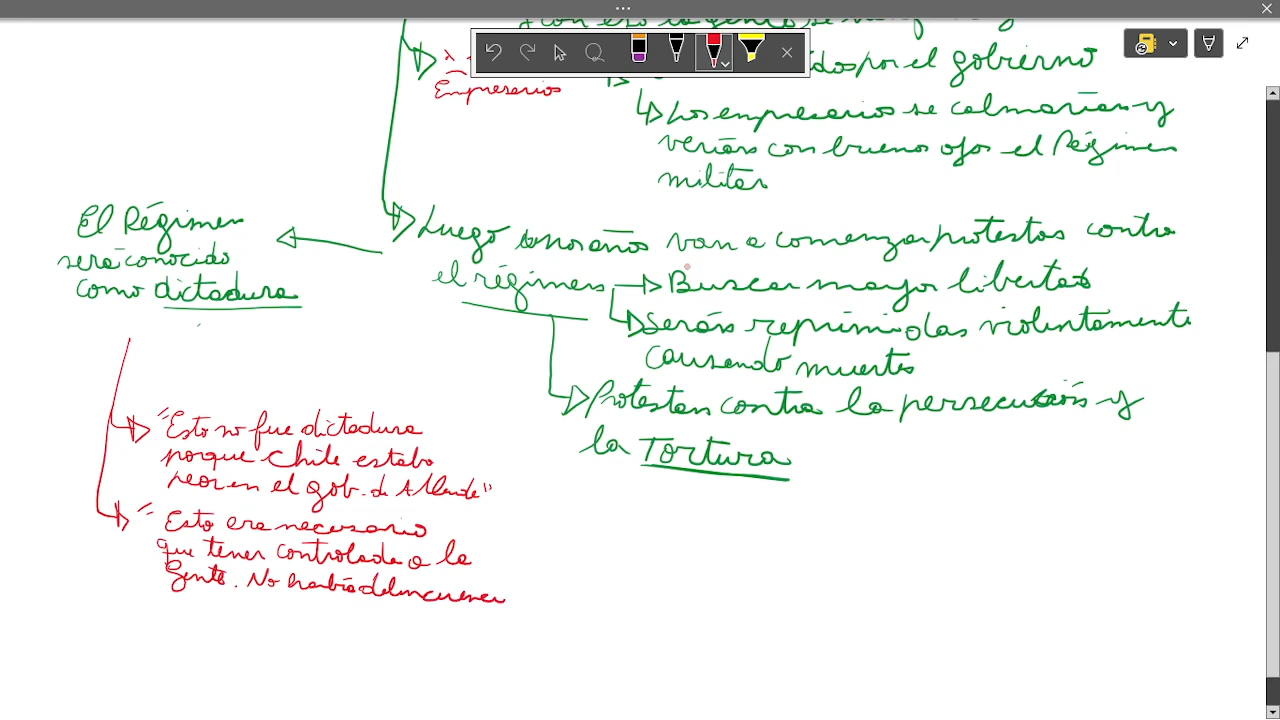 Empresarios
dos por el gobierno
Los empresarios se calmarían y
verían con buenos ojos el Régimen
militar
Luego unos años van a comenzar protestas contra
el régimen
Buscar mayor libertad
Serán reprimidas violentamente
causando muertes
Protestan contra la persecución y
la Tortura
El Régimen
será conocido
como dictadura
"Esto no fue dictadura
porque Chile estaba
peor en el gob. de Allende"
"Esto era necesario
que tener controlada a la
gente. No había delincuencia